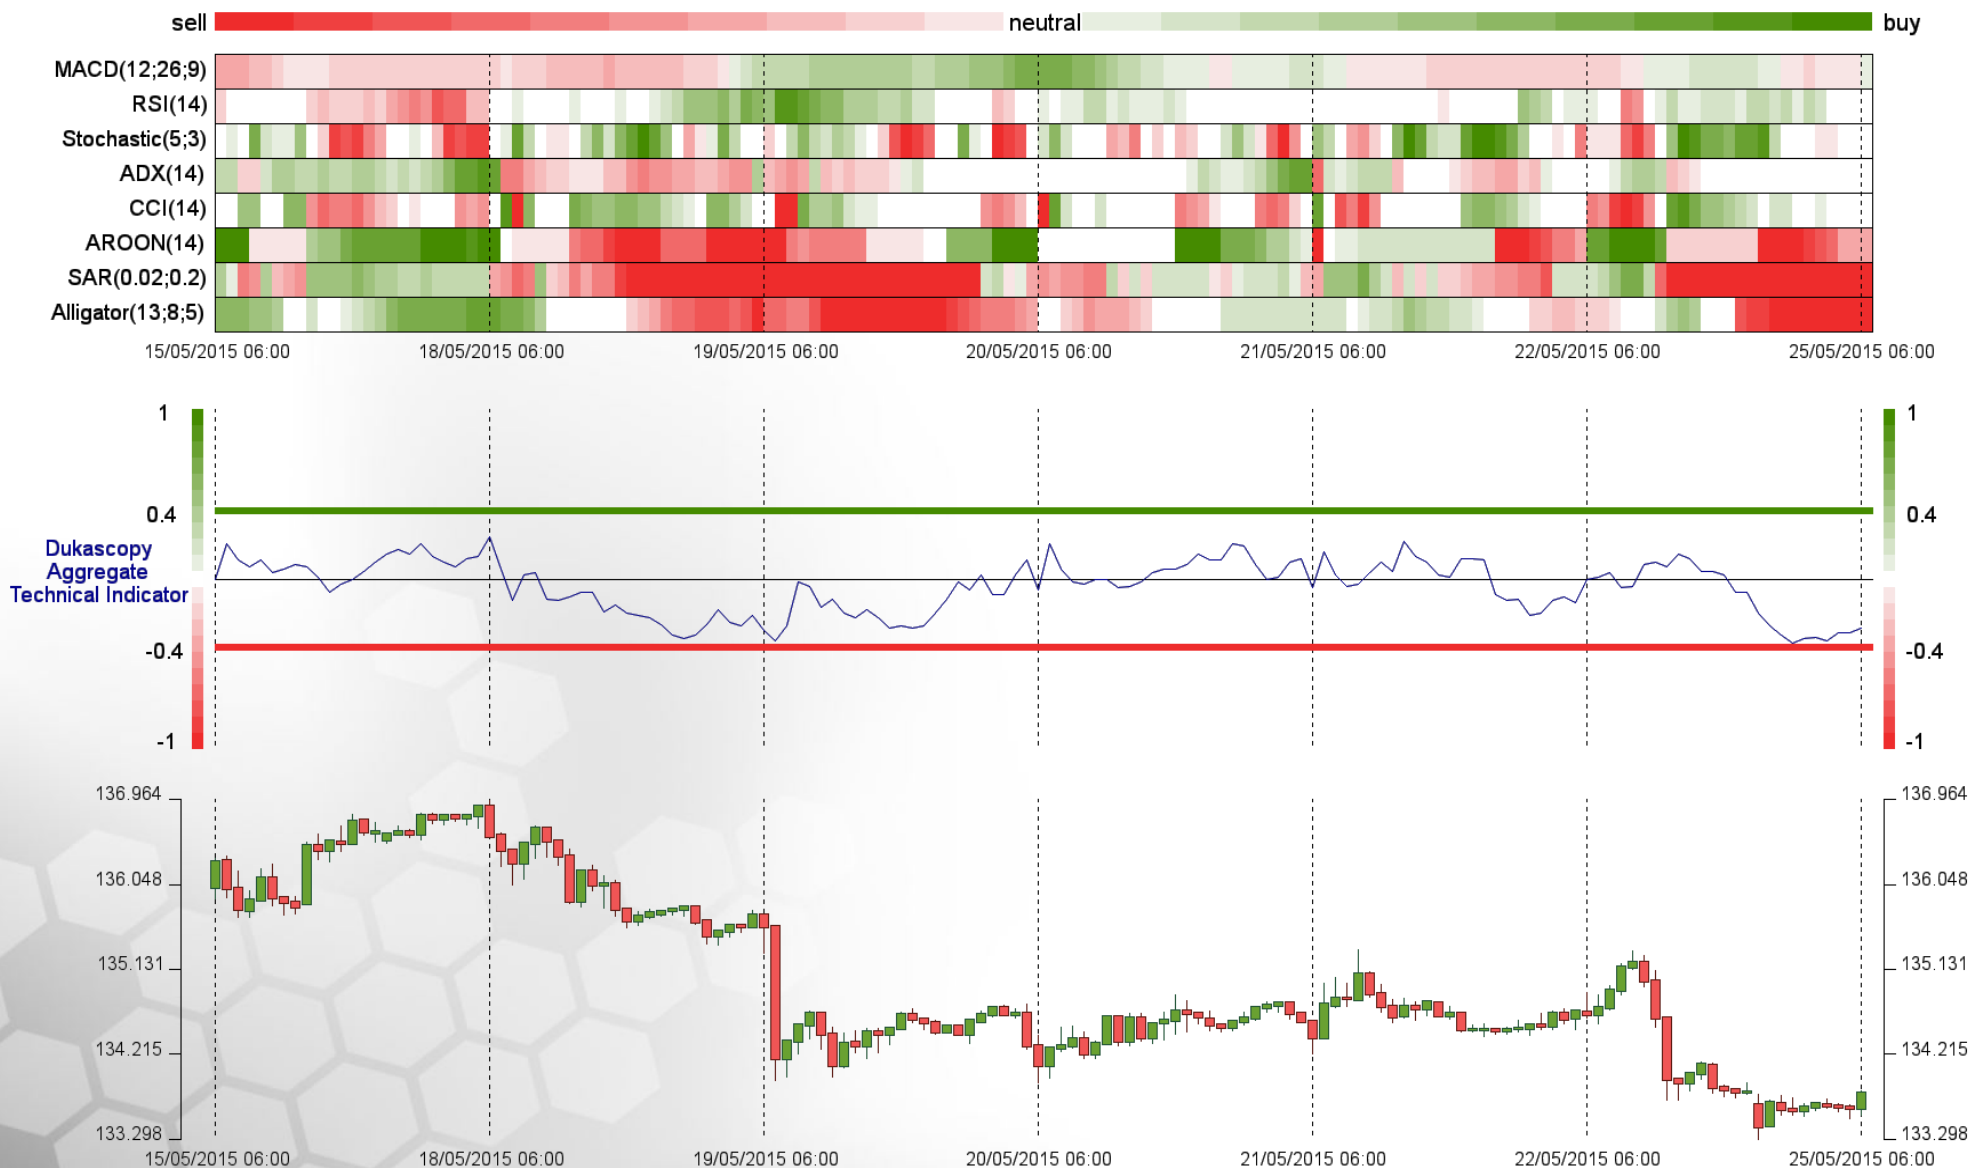 sell neutral buy
MACD(12;26;9)
RSI(14)
Stochastic(5;3)
ADX(14)
CCI(14)
AROON(14)
SAR(0.02;0.2)
Alligator(13;8;5)
15/05/2015 06:00 18/05/2015 06:00 19/05/2015 06:00 20/05/2015 06:00 21/05/2015 06:00 22/05/2015 06:00 25/05/2015 06:00
1 1
0.4 0.4
Dukascopy
Aggregate
Technical Indicator
-0.4 -0.4
-1 -1
136.964 136.964
136.048 136.048
135.131 135.131
134.215 134.215
133.298 133.298
15/05/2015 06:00 18/05/2015 06:00 19/05/2015 06:00 20/05/2015 06:00 21/05/2015 06:00 22/05/2015 06:00 25/05/2015 06:00